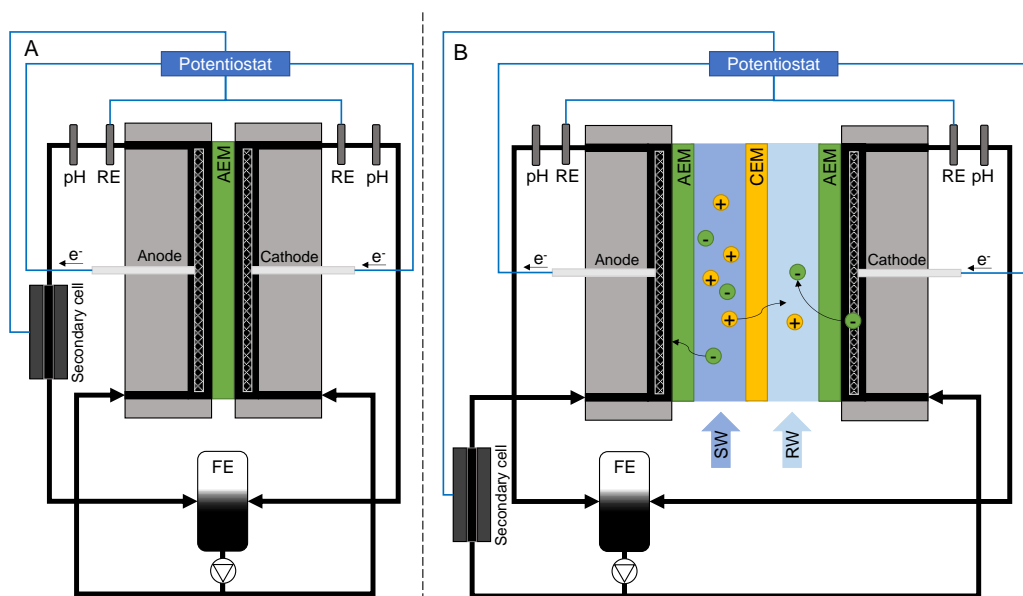 A
Potentiostat
pH
RE
AEM
RE
pH
Anode
Cathode
e-
e-
Secondary cell
FE
B
Potentiostat
pH
RE
AEM
CEM
AEM
RE
pH
+
-
+
+
-
-
+
+
-
-
Anode
Cathode
e-
e-
SW
RW
Secondary cell
FE